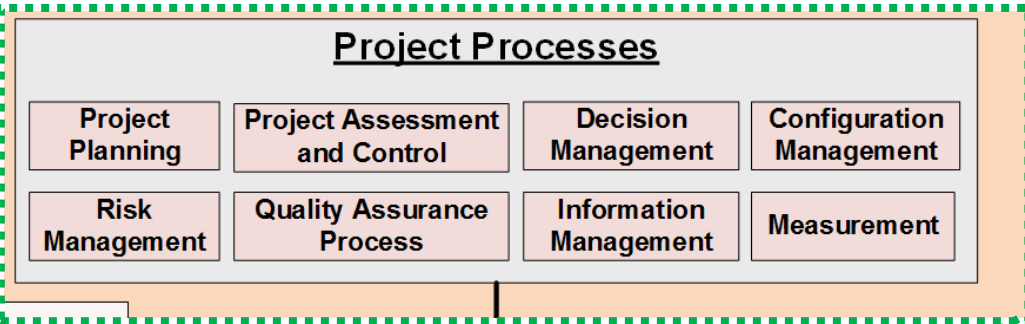 Project Processes
Project
Planning
Project Assessment
and Control
Decision
Management
Configuration
Management
Risk
Management
Quality Assurance
Process
Information
Management
Measurement